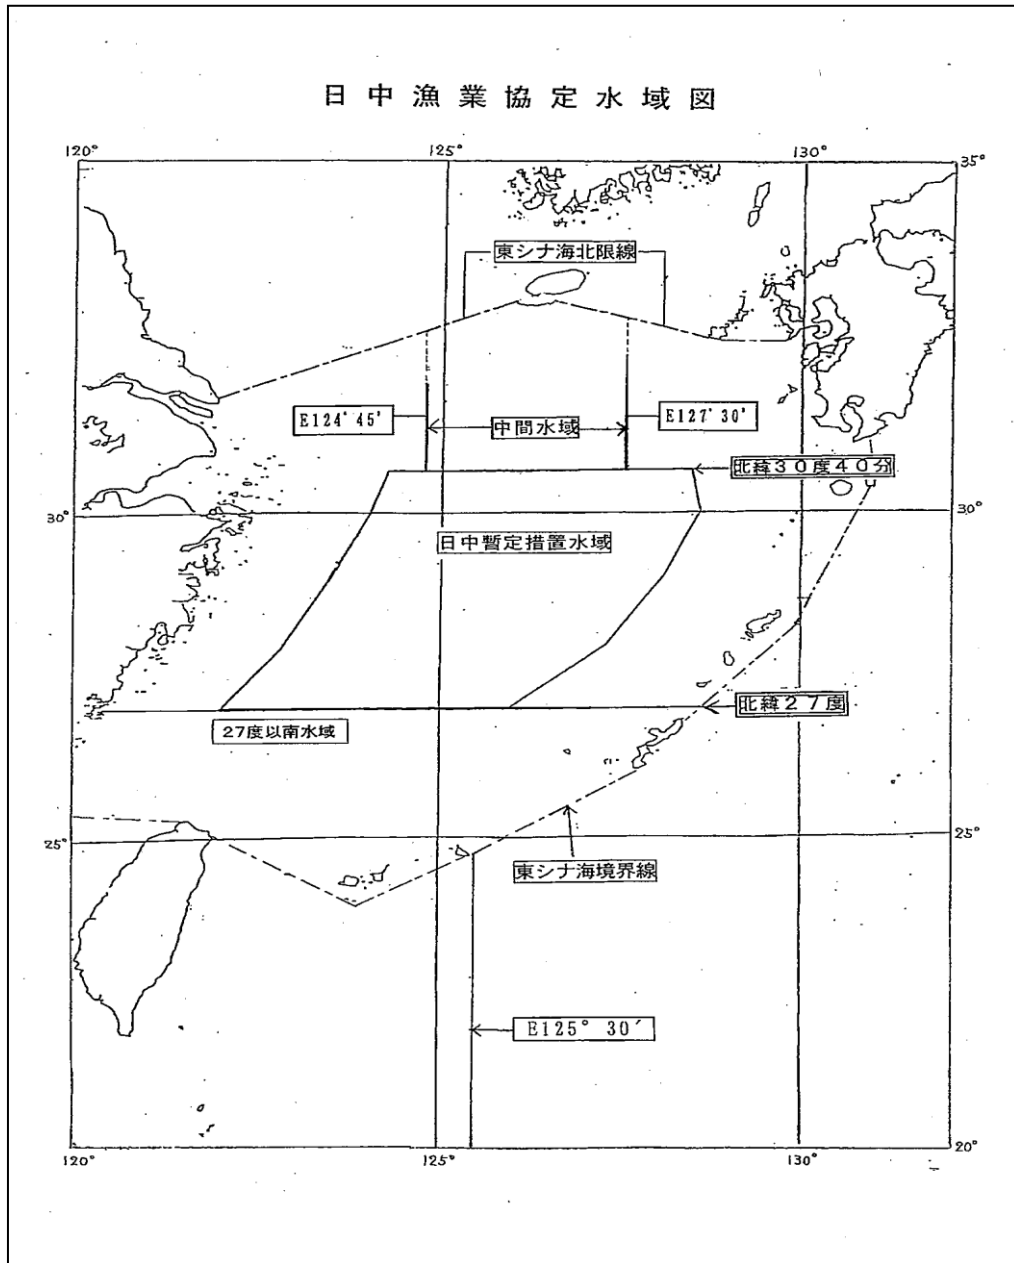 日中漁業協定水域図
120° 125° 130° 35°
東シナ海北限線
E124°45' 中間水域 E127°30'
北緯30度40分
30° 30°
日中暫定措置水域
北緯27度
27度以南水域
25° 25°
東シナ海境界線
E125°30′
20°
120° 125° 130°